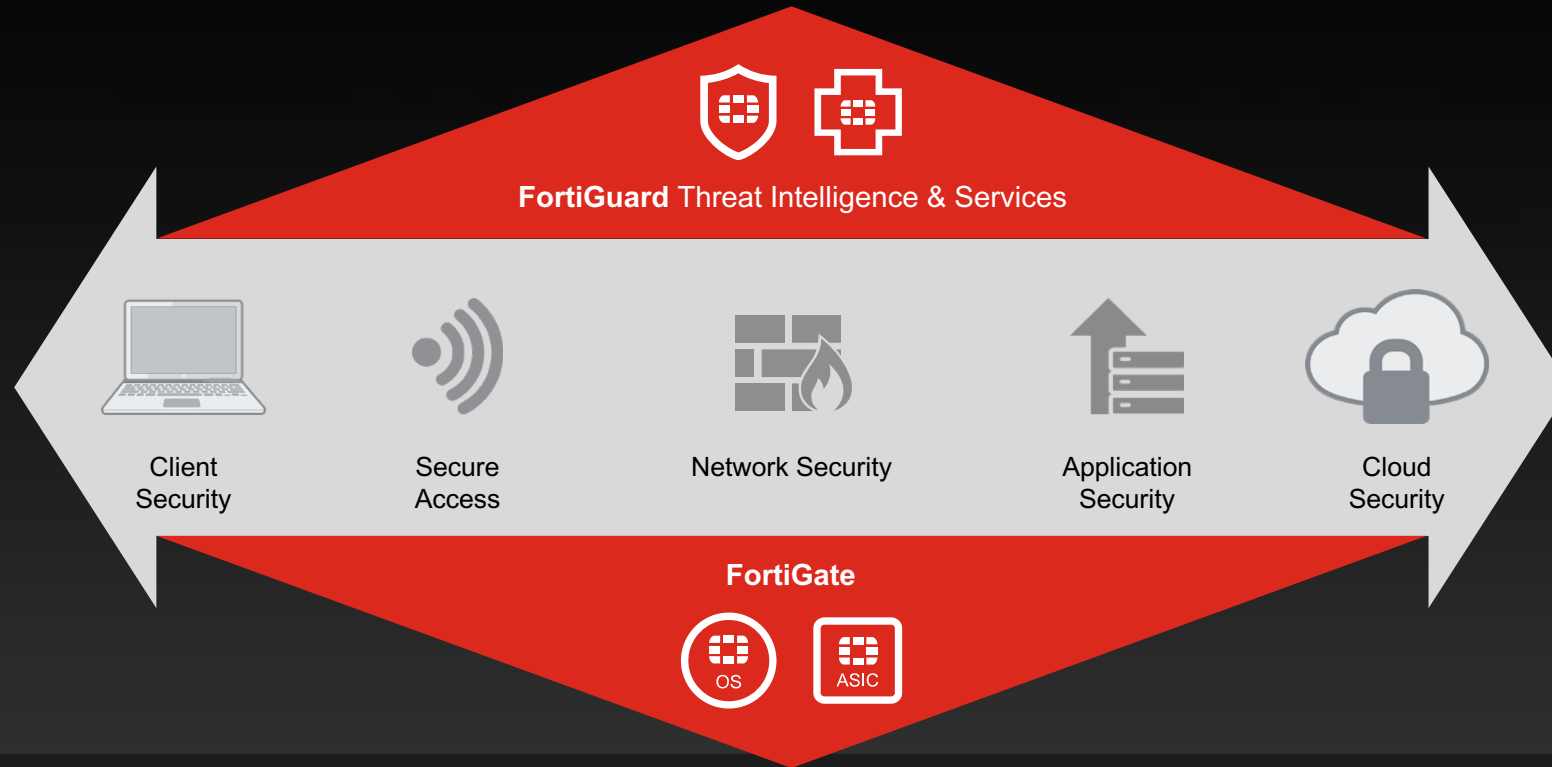 FortiGuard Threat Intelligence & Services
Client
Security
Secure
Access
Network Security
Application
Security
Cloud
Security
FortiGate
OS
ASIC